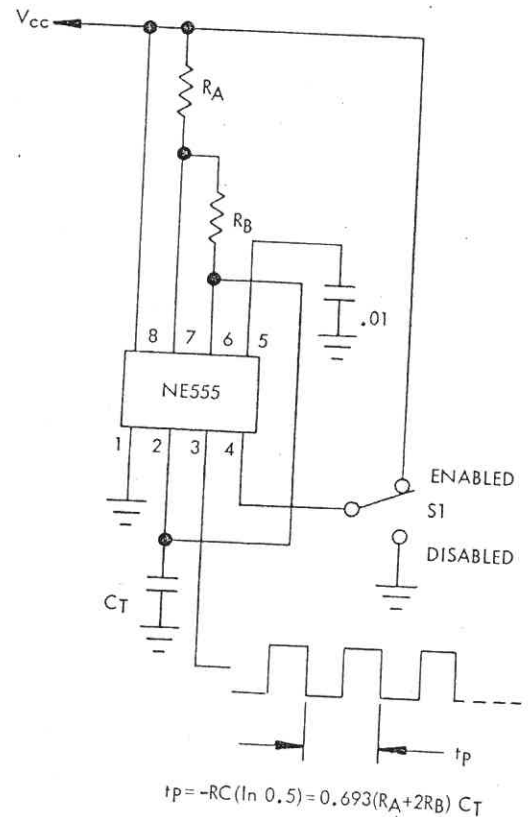 Vcc
RA
RB
.01
8 7 6 5
NE555
1 2 3 4
ENABLED
S1
DISABLED
CT
tp
tp = -RC(ln 0.5) = 0.693(RA+2RB) CT